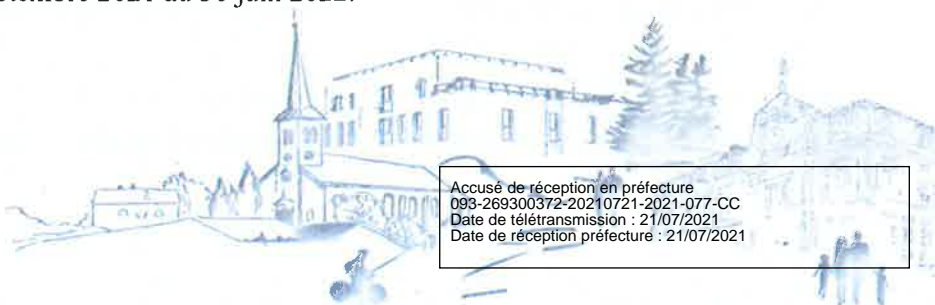 2021 au 30 juin 2022.
Accusé de réception en préfecture
093-269300372-20210721-2021-077-CC
Date de télétransmission : 21/07/2021
Date de réception préfecture : 21/07/2021